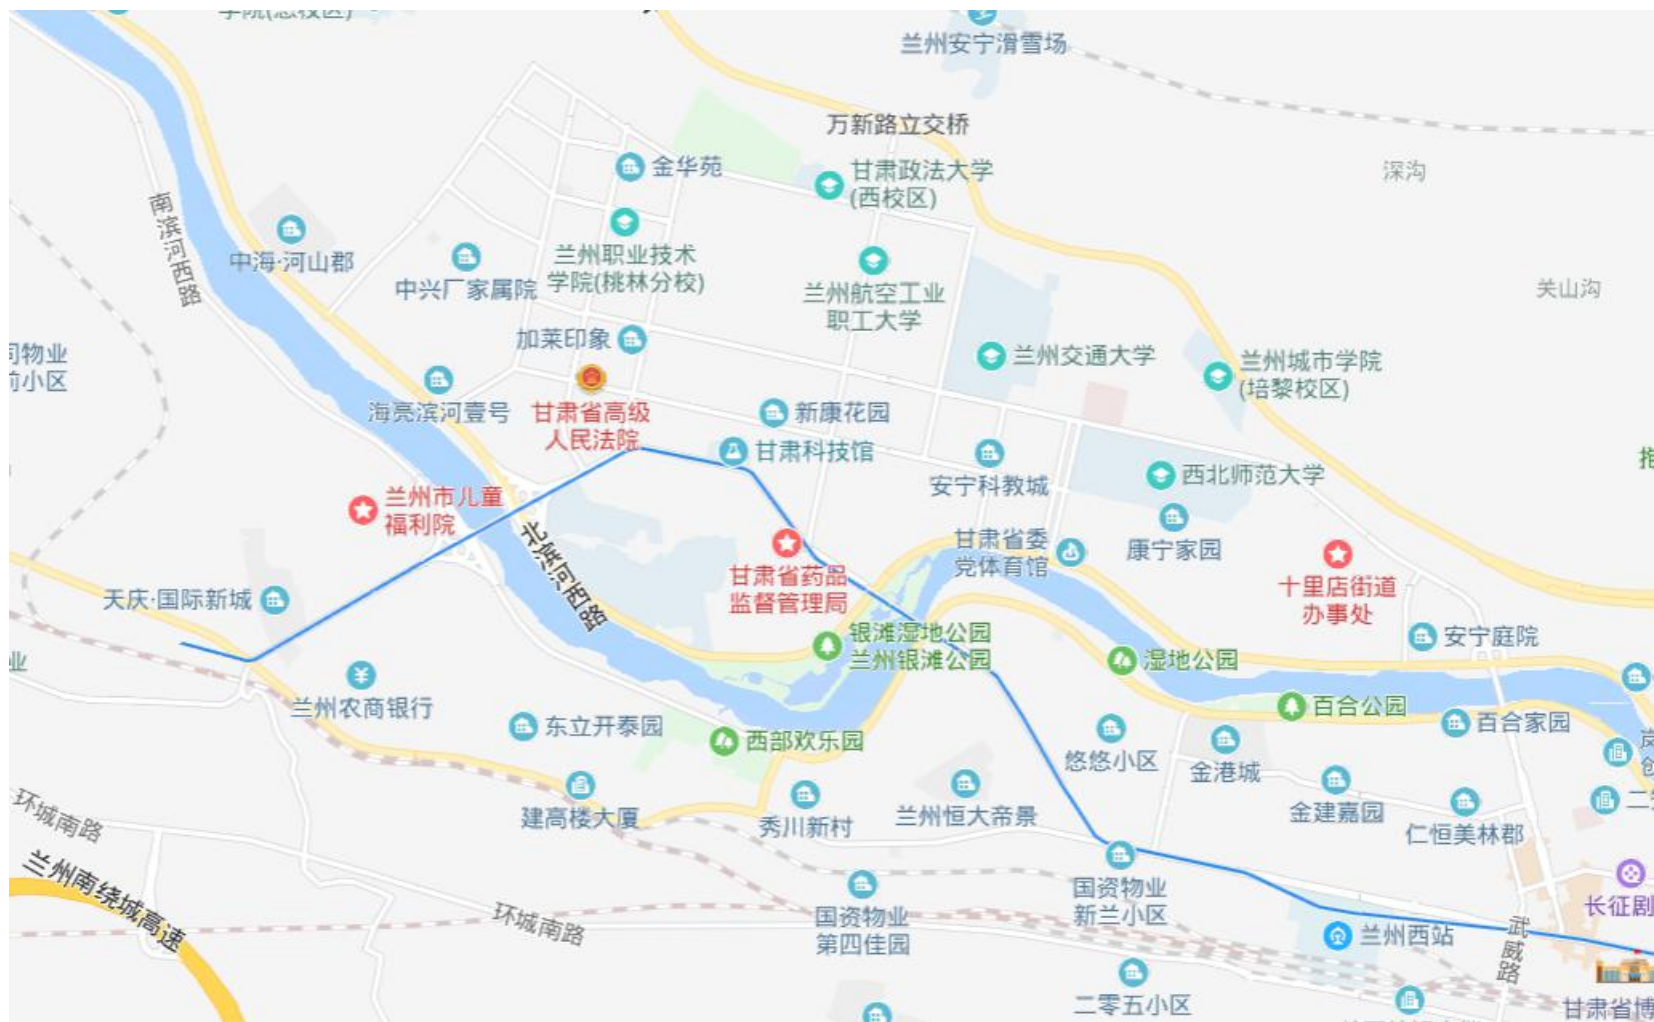 兰州安宁滑雪场
万新路立交桥
金华苑
甘肃政法大学
(西校区)
深沟
南滨河西路
中海·河山郡
中兴厂家属院
兰州职业技术
学院(桃林分校)
兰州航空工业
职工大学
关山沟
加莱印象
兰州交通大学
兰州城市学院
(培黎校区)
物业
小区
海亮滨河壹号
甘肃省高级
人民法院
新康花园
甘肃科技馆
安宁科教城
西北师范大学
兰州市儿童
福利院
北滨河西路
甘肃省委
党体育馆
康宁家园
天庆·国际新城
甘肃省药品
监督管理局
十里店街道
办事处
银滩湿地公园
兰州银滩公园
湿地公园
安宁庭院
业
兰州农商银行
东立开泰园
西部欢乐园
百合公园
百合家园
悠悠小区
金港城
建高楼大厦
秀川新村
兰州恒大帝景
金建嘉园
仁恒美林郡
环城南路
兰州南绕城高速
国资物业
新兰小区
长征剧
国资物业
第四佳园
环城南路
兰州西站
武威路
二零五小区
甘肃省博